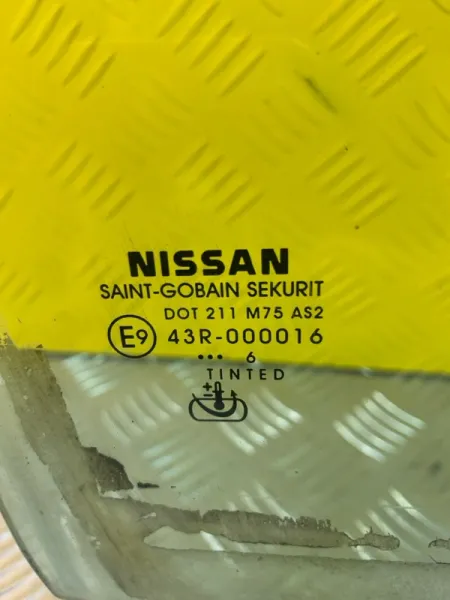 NISSAN
SAINT-GOBAIN SEKURIT
DOT 211 M75 AS2
E9 43R-000016
... 6
TINTED